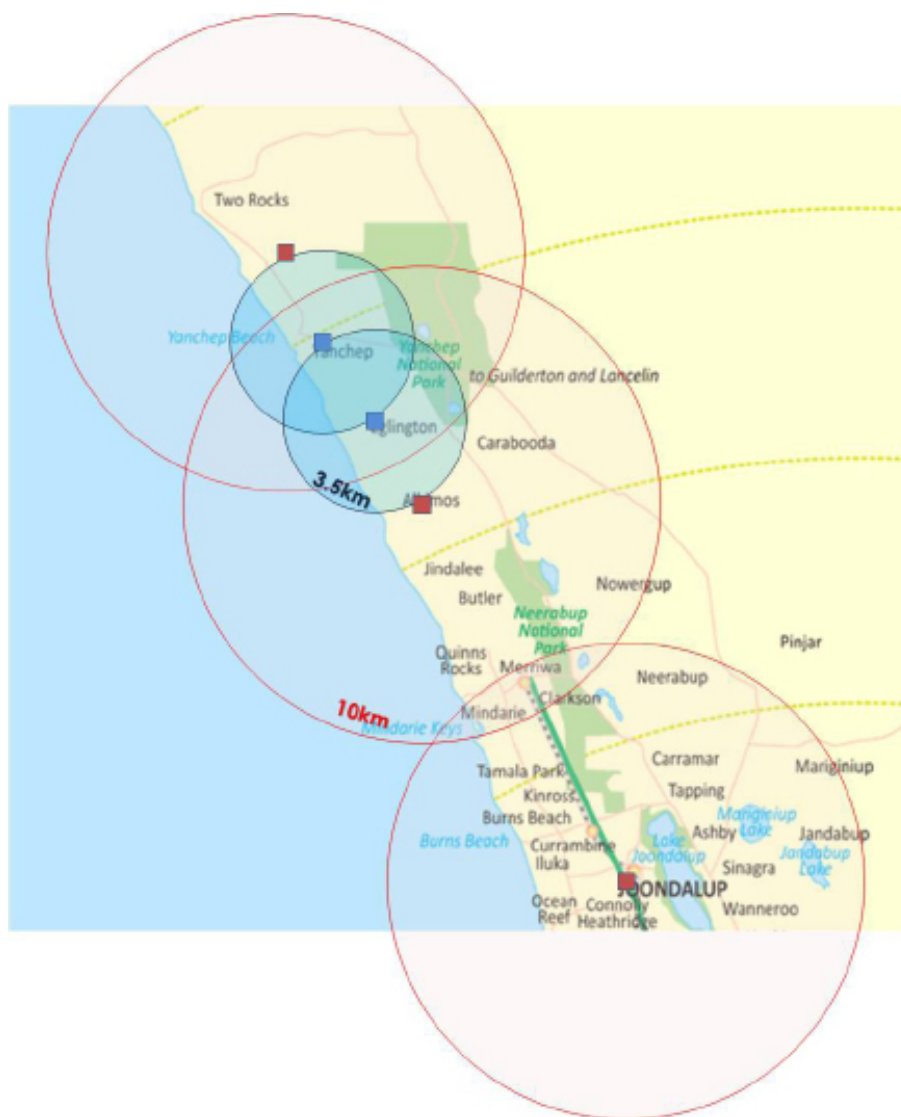 Two Rocks
Yanchep Beach
Yanchep
Yanchep
National
Park
to Guilderton and Lancelin
Eglington
Carabooda
3.5km
Alkimos
Jindalee
Butler
Nowergup
Neerabup
National
Park
Pinjar
Quinns
Rocks
Merriwa
Neerabup
Clarkson
10km
Mindarie
Mindarie Keys
Carramar
Mariginiup
Tamala Park
Tapping
Kinross
Burns Beach
Mariginiup
Lake
Burns Beach
Ashby
Jandabup
Currambine
Lake
Joondalup
Iluka
Sinagra
Jandabup
Lake
JOONDALUP
Ocean
Reef
Connolly
Heathridge
Wanneroo